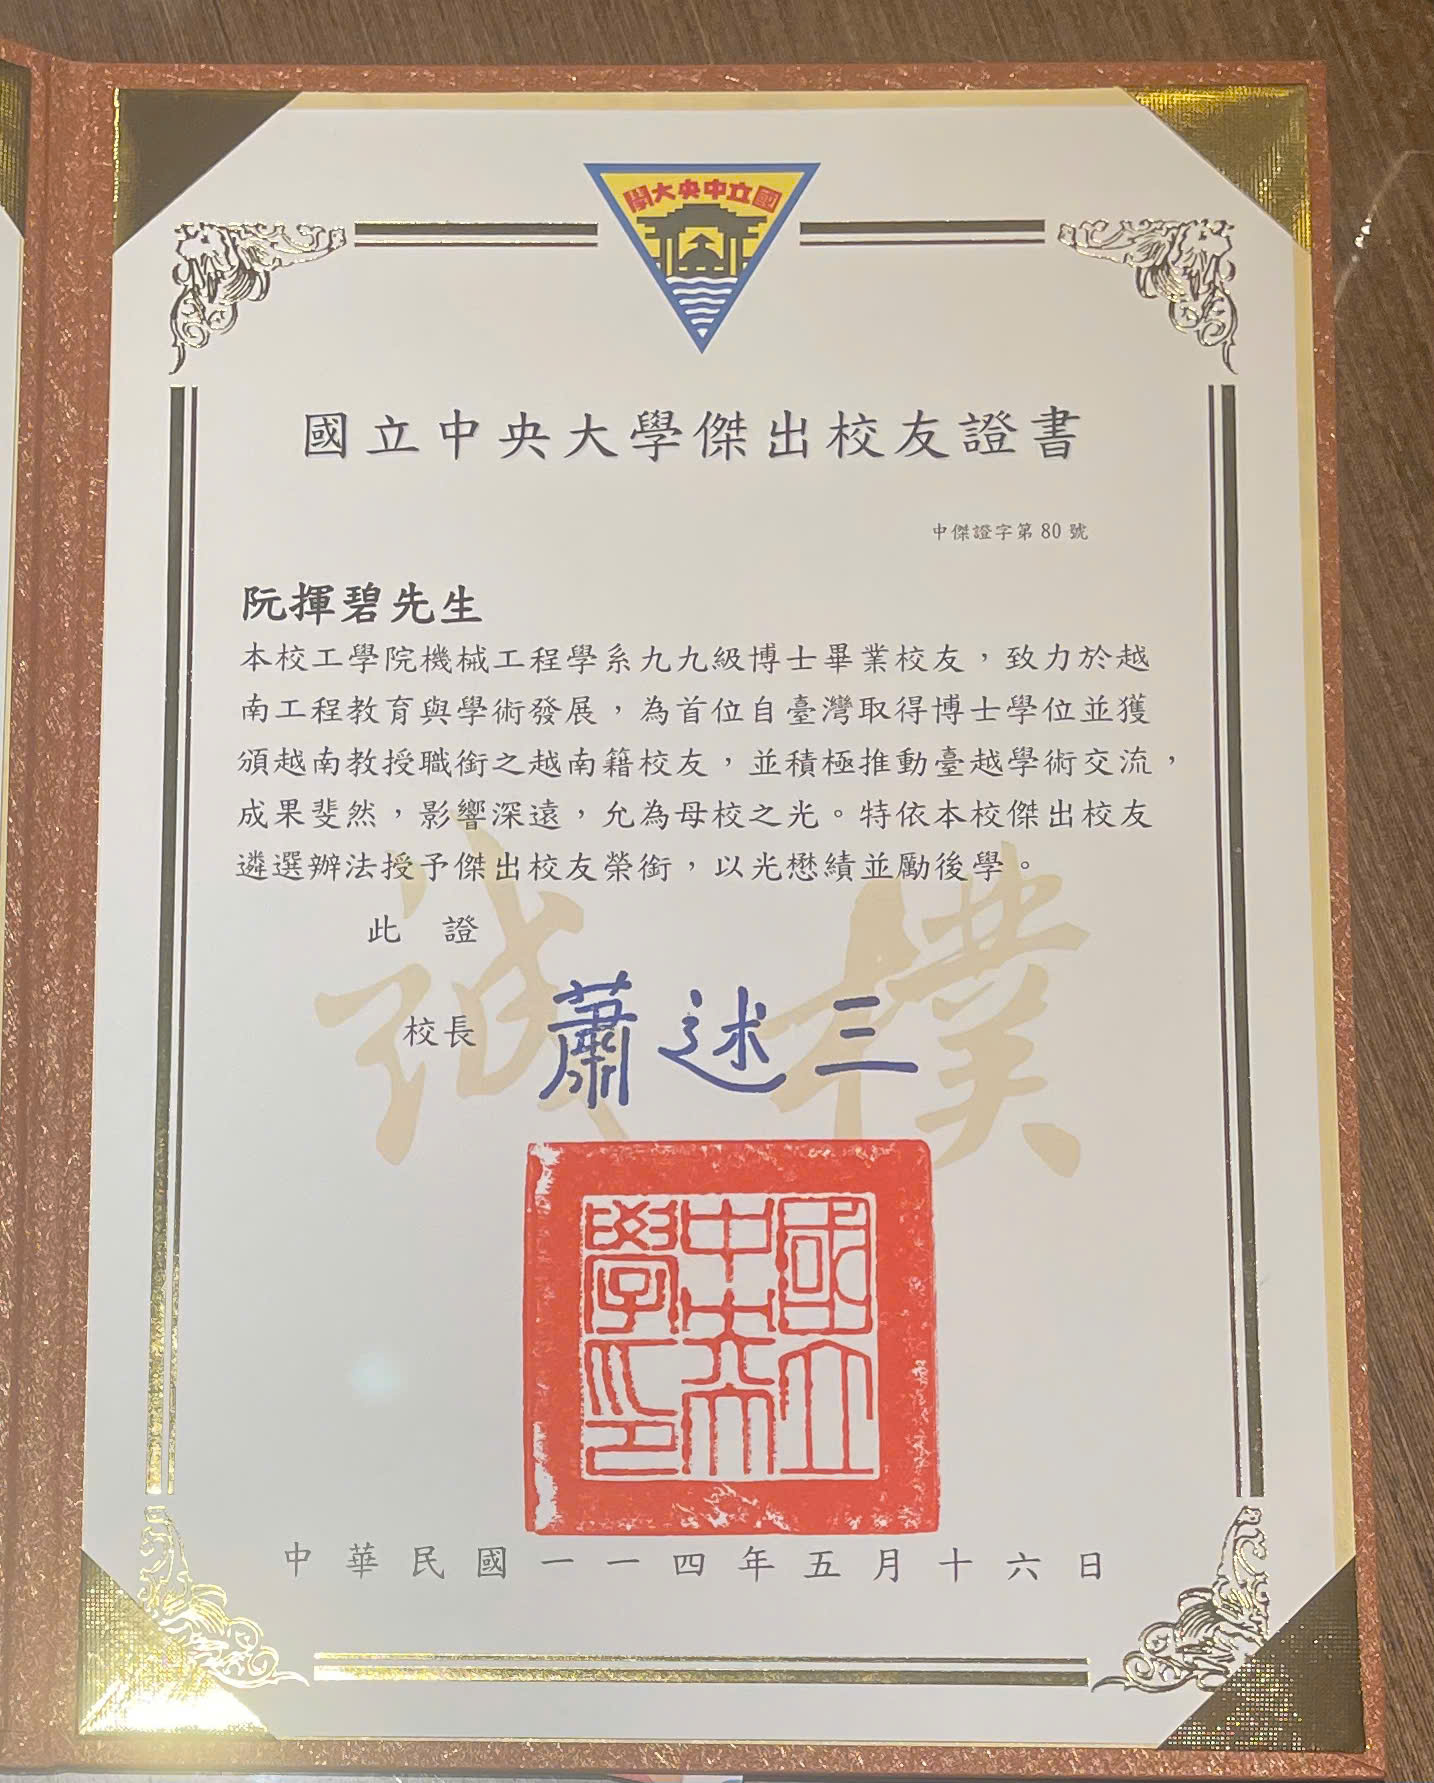 國立中央大學
國立中央大學傑出校友證書
中傑證字第 80 號
阮揮碧先生
本校工學院機械工程學系九九級博士畢業校友，致力於越
南工程教育與學術發展，為首位自臺灣取得博士學位並獲
頒越南教授職銜之越南籍校友，並積極推動臺越學術交流，
成果斐然，影響深遠，允為母校之光。特依本校傑出校友
遴選辦法授予傑出校友榮銜，以光懋績並勵後學。
此 證
誠 樸
校長 蕭述三
國立中央大學印
中華民國一一四年五月十六日